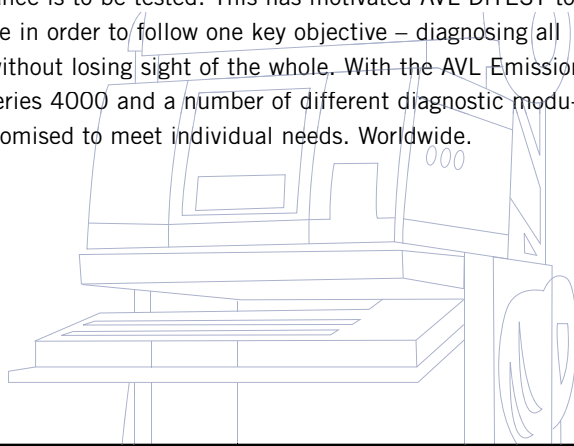 ance is to be tested. This has motivated AVL DITEST to
e in order to follow one key objective – diagnosing all
without losing sight of the whole. With the AVL Emission
eries 4000 and a number of different diagnostic modu-
omised to meet individual needs. Worldwide.